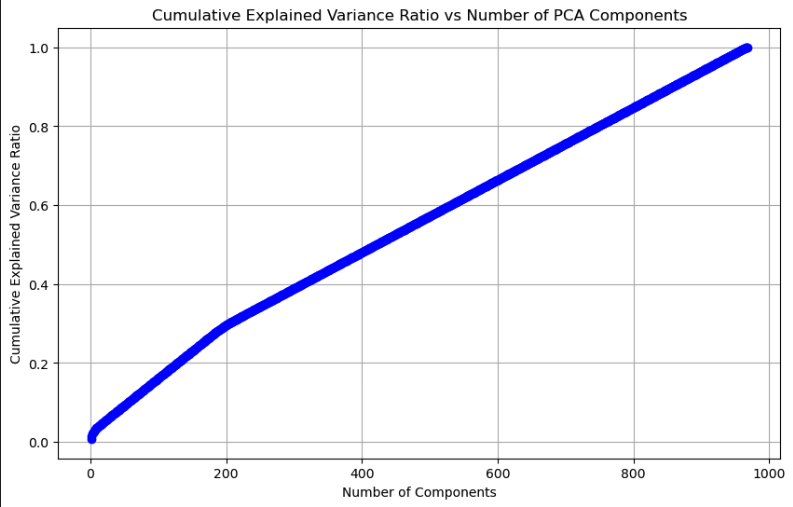 Cumulative Explained Variance Ratio vs Number of PCA Components
Cumulative Explained Variance Ratio
1.0
0.8
0.6
0.4
0.2
0.0
0 200 400 600 800 1000
Number of Components